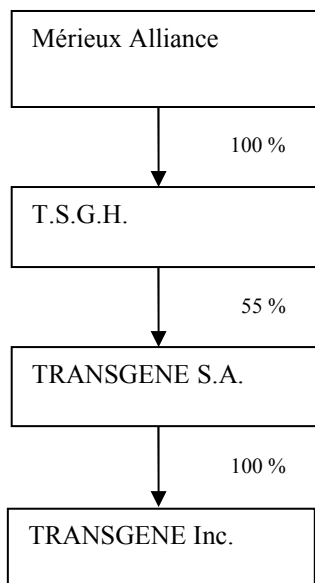 Mérieux Alliance
100 %
T.S.G.H.
55 %
TRANSGENE S.A.
100 %
TRANSGENE Inc.